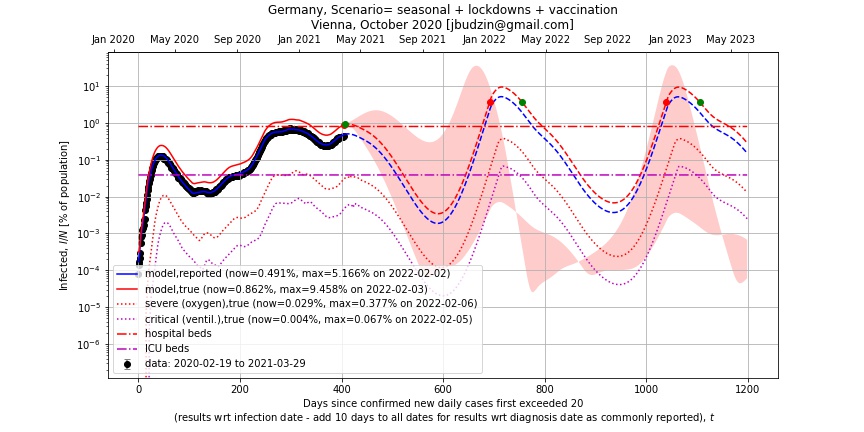 Germany, Scenario= seasonal + lockdowns + vaccination
Vienna, October 2020 [jbudzin@gmail.com]
Jan 2020 May 2020 Sep 2020 Jan 2021 May 2021 Sep 2021 Jan 2022 May 2022 Sep 2022 Jan 2023 May 2023
Infected, I/N [% of population]
10¹
10⁰
10⁻¹
10⁻²
10⁻³
10⁻⁴
10⁻⁵
10⁻⁶
model,reported (now=0.491%, max=5.166% on 2022-02-02)
model,true (now=0.862%, max=9.458% on 2022-02-03)
severe (oxygen),true (now=0.029%, max=0.377% on 2022-02-06)
critical (ventil.),true (now=0.004%, max=0.067% on 2022-02-05)
hospital beds
ICU beds
data: 2020-02-19 to 2021-03-29
0 200 400 600 800 1000 1200
Days since confirmed new daily cases first exceeded 20
(results wrt infection date - add 10 days to all dates for results wrt diagnosis date as commonly reported), t